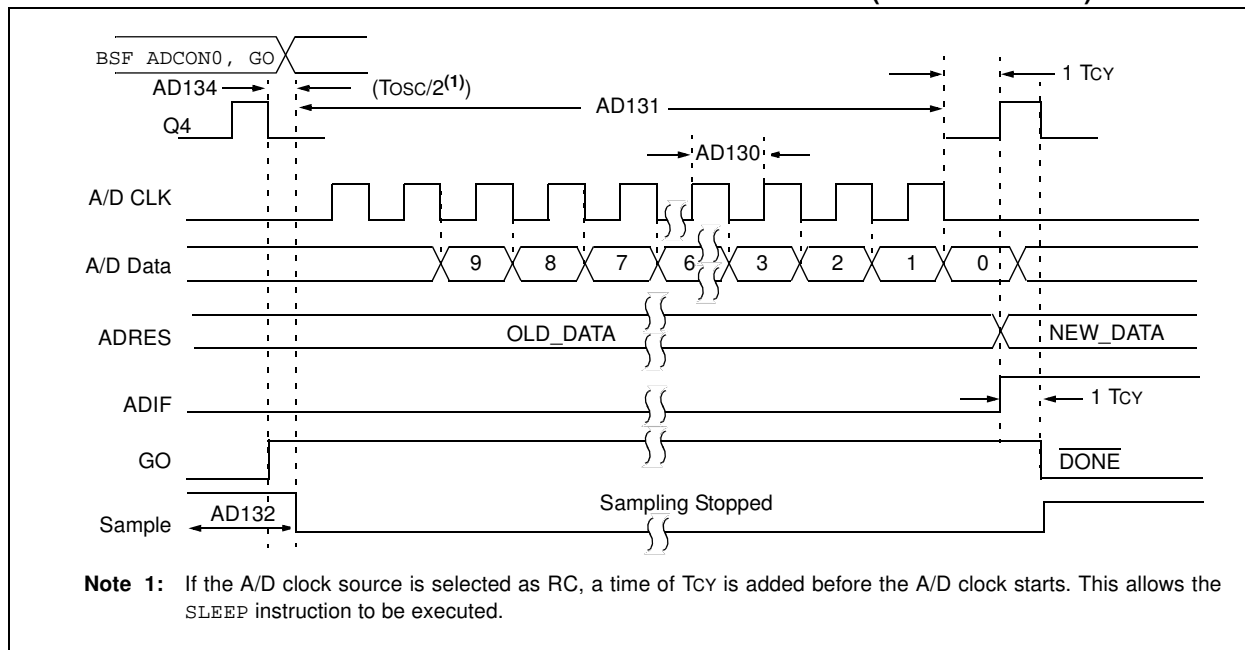 BSF ADCON0, GO
AD134
(TOSC/2(1))
1 TCY
AD131
Q4
AD130
A/D CLK
A/D Data
9 8 7 6 3 2 1 0
ADRES
OLD_DATA
NEW_DATA
ADIF
1 TCY
GO
DONE
Sampling Stopped
AD132
Sample
Note 1: If the A/D clock source is selected as RC, a time of TCY is added before the A/D clock starts. This allows the
SLEEP instruction to be executed.